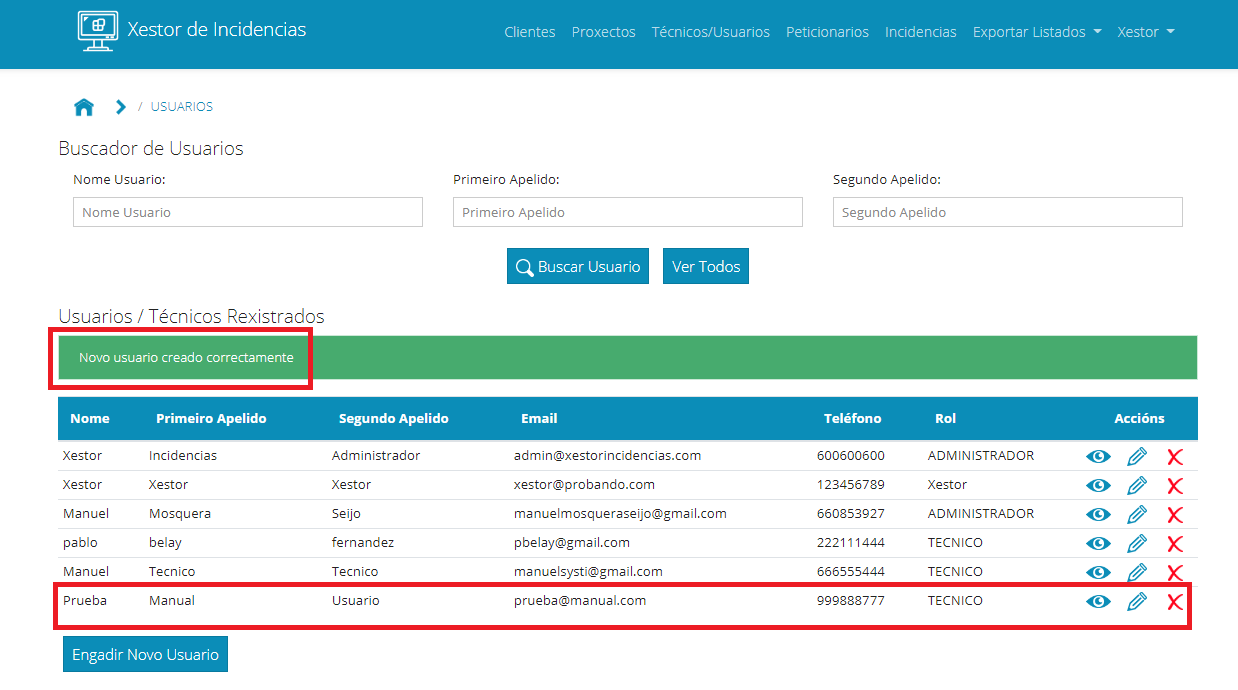 Xestor de Incidencias
Clientes Proxectos Técnicos/Usuarios Peticionarios Incidencias Exportar Listados Xestor
/ USUARIOS
Buscador de Usuarios
Nome Usuario: Primeiro Apelido: Segundo Apelido:
Nome Usuario Primeiro Apelido Segundo Apelido
Buscar Usuario Ver Todos
Usuarios / Técnicos Rexistrados
Novo usuario creado correctamente
Nome Primeiro Apelido Segundo Apelido Email Teléfono Rol Accións
Xestor Incidencias Administrador admin@xestorincidencias.com 600600600 ADMINISTRADOR
Xestor Xestor Xestor xestor@probando.com 123456789 Xestor
Manuel Mosquera Seijo manuelmosqueraseijo@gmail.com 660853927 ADMINISTRADOR
pablo belay fernandez pbelay@gmail.com 222111444 TECNICO
Manuel Tecnico Tecnico manuelsysti@gmail.com 666555444 TECNICO
Prueba Manual Usuario prueba@manual.com 999888777 TECNICO
Engadir Novo Usuario